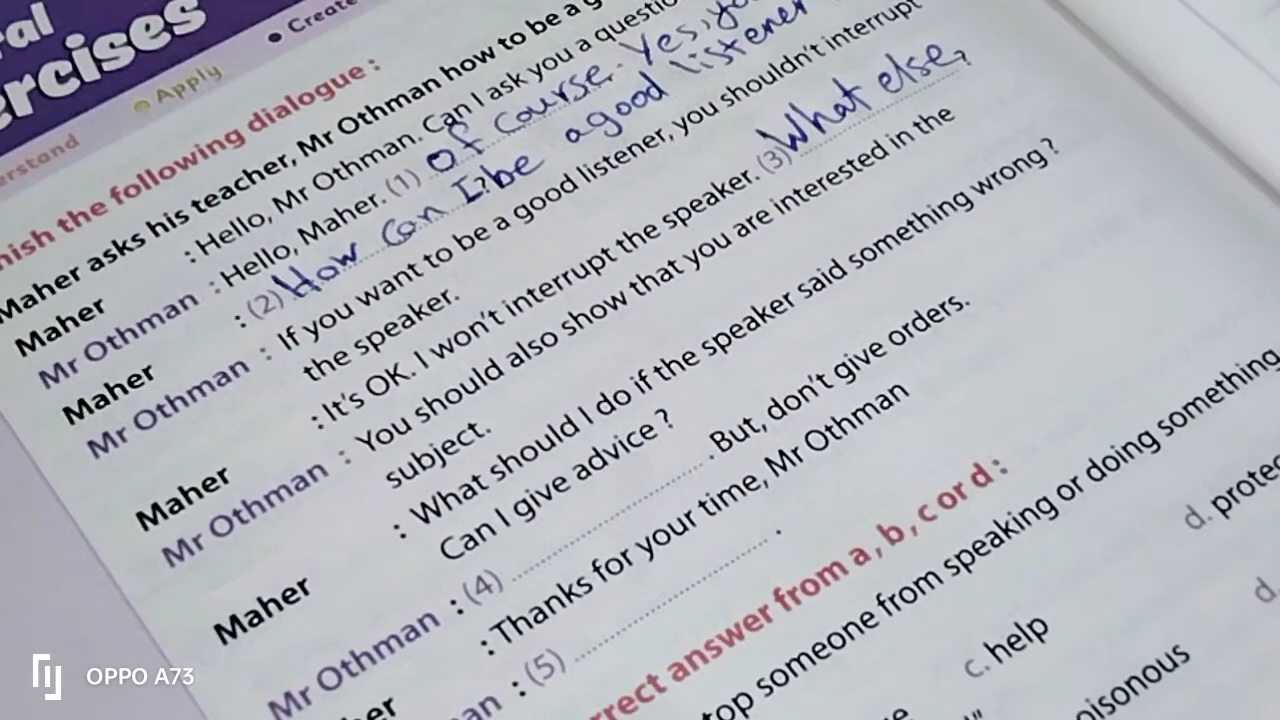 ral
ercises
• Create
Apply
erstand
nish the following dialogue :
Maher asks his teacher, Mr Othman how to be a g
Maher : Hello, Mr Othman. Can I ask you a questio
Mr Othman : Hello, Maher. (1) Of course. Yes, yo
Maher : (2) How Can I be a good listener
Mr Othman : If you want to be a good listener, you shouldn't interrupt
the speaker.
Maher : It's OK. I won't interrupt the speaker. (3) What else?
Mr Othman : You should also show that you are interested in the
subject.
Maher : What should I do if the speaker said something wrong ?
Can I give advice ?
Mr Othman : (4) .................... . But, don't give orders.
her : Thanks for your time, Mr Othman
an : (5) .................... .
rrect answer from a, b, c or d :
top someone from speaking or doing something
c. help
d. protec
oisonous
d.
OPPO A73